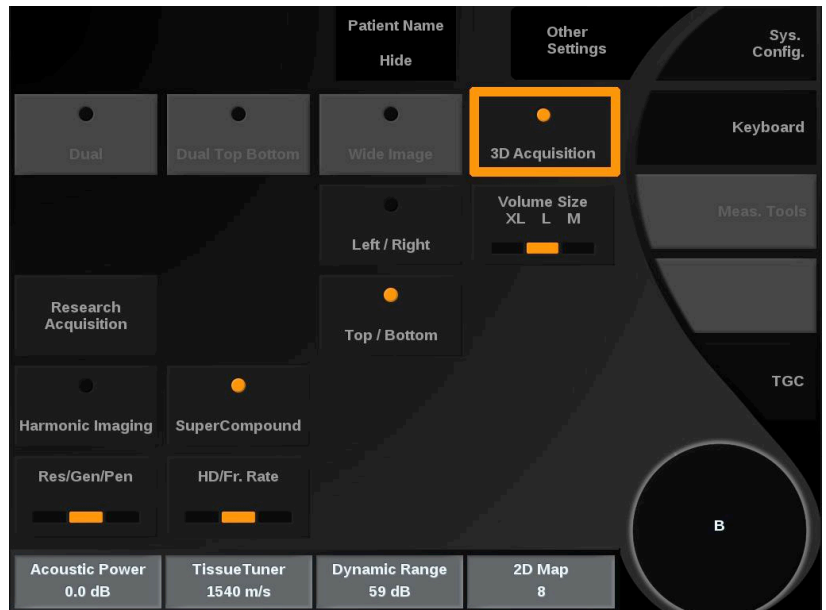 Patient Name
Hide
Other
Settings
Sys.
Config.
Dual
Dual Top Bottom
Wide Image
3D Acquisition
Keyboard
Left / Right
Volume Size
XL L M
Meas. Tools
Research
Acquisition
Top / Bottom
TGC
Harmonic Imaging
SuperCompound
Res/Gen/Pen
HD/Fr. Rate
B
Acoustic Power
0.0 dB
TissueTuner
1540 m/s
Dynamic Range
59 dB
2D Map
8